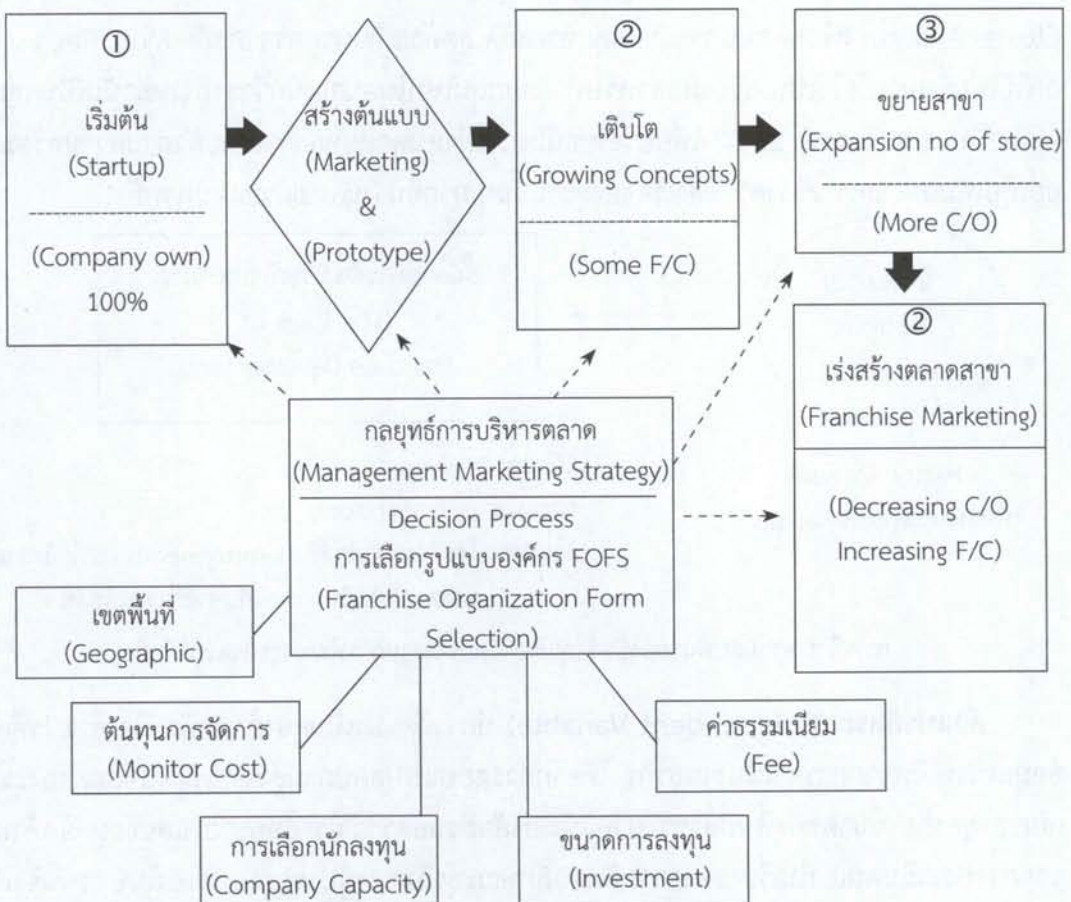 ①
เริ่มต้น
(Startup)
(Company own)
100%
สร้างต้นแบบ
(Marketing)
&
(Prototype)
②
เติบโต
(Growing Concepts)
(Some F/C)
③
ขยายสาขา
(Expansion no of store)
(More C/O)
②
เร่งสร้างตลาดสาขา
(Franchise Marketing)
(Decreasing C/O
Increasing F/C)
กลยุทธ์การบริหารตลาด
(Management Marketing Strategy)
Decision Process
การเลือกรูปแบบองค์กร FOFS
(Franchise Organization Form
Selection)
เขตพื้นที่
(Geographic)
ต้นทุนการจัดการ
(Monitor Cost)
การเลือกนักลงทุน
(Company Capacity)
ขนาดการลงทุน
(Investment)
ค่าธรรมเนียม
(Fee)